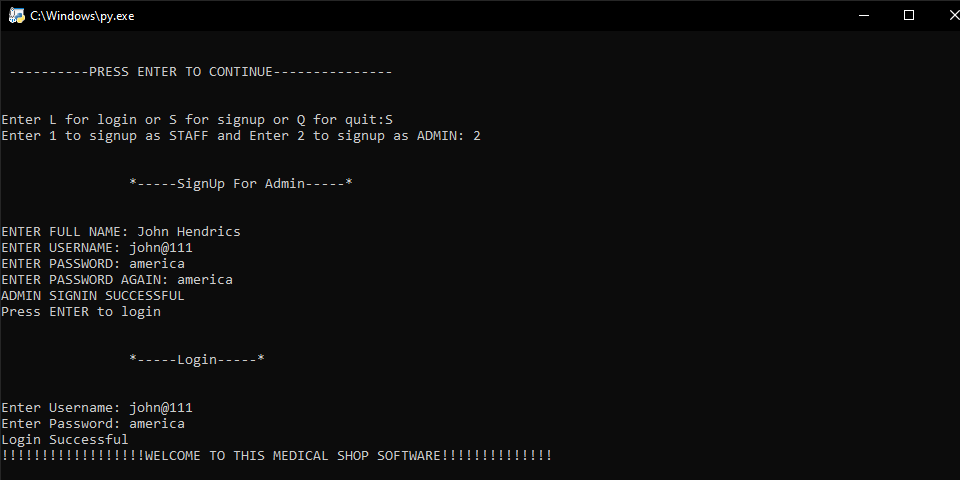 C:\Windows\py.exe
----------PRESS ENTER TO CONTINUE---------------
Enter L for login or S for signup or Q for quit:S
Enter 1 to signup as STAFF and Enter 2 to signup as ADMIN: 2
*-----SignUp For Admin-----*
ENTER FULL NAME: John Hendrics
ENTER USERNAME: john@111
ENTER PASSWORD: america
ENTER PASSWORD AGAIN: america
ADMIN SIGNIN SUCCESSFUL
Press ENTER to login
*-----Login-----*
Enter Username: john@111
Enter Password: america
Login Successful
!!!!!!!!!!!!!!!!!!WELCOME TO THIS MEDICAL SHOP SOFTWARE!!!!!!!!!!!!!!